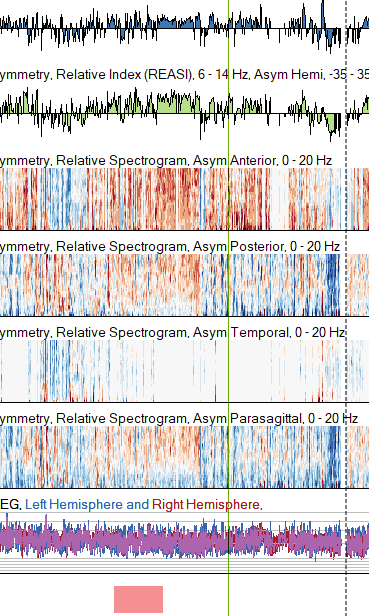 ymmetry, Relative Index (REASI), 6 - 14 Hz, Asym Hemi, -35 - 35
ymmetry, Relative Spectrogram, Asym Anterior, 0 - 20 Hz
ymmetry, Relative Spectrogram, Asym Posterior, 0 - 20 Hz
ymmetry, Relative Spectrogram, Asym Temporal, 0 - 20 Hz
ymmetry, Relative Spectrogram, Asym Parasagittal, 0 - 20 Hz
EG, Left Hemisphere and Right Hemisphere,